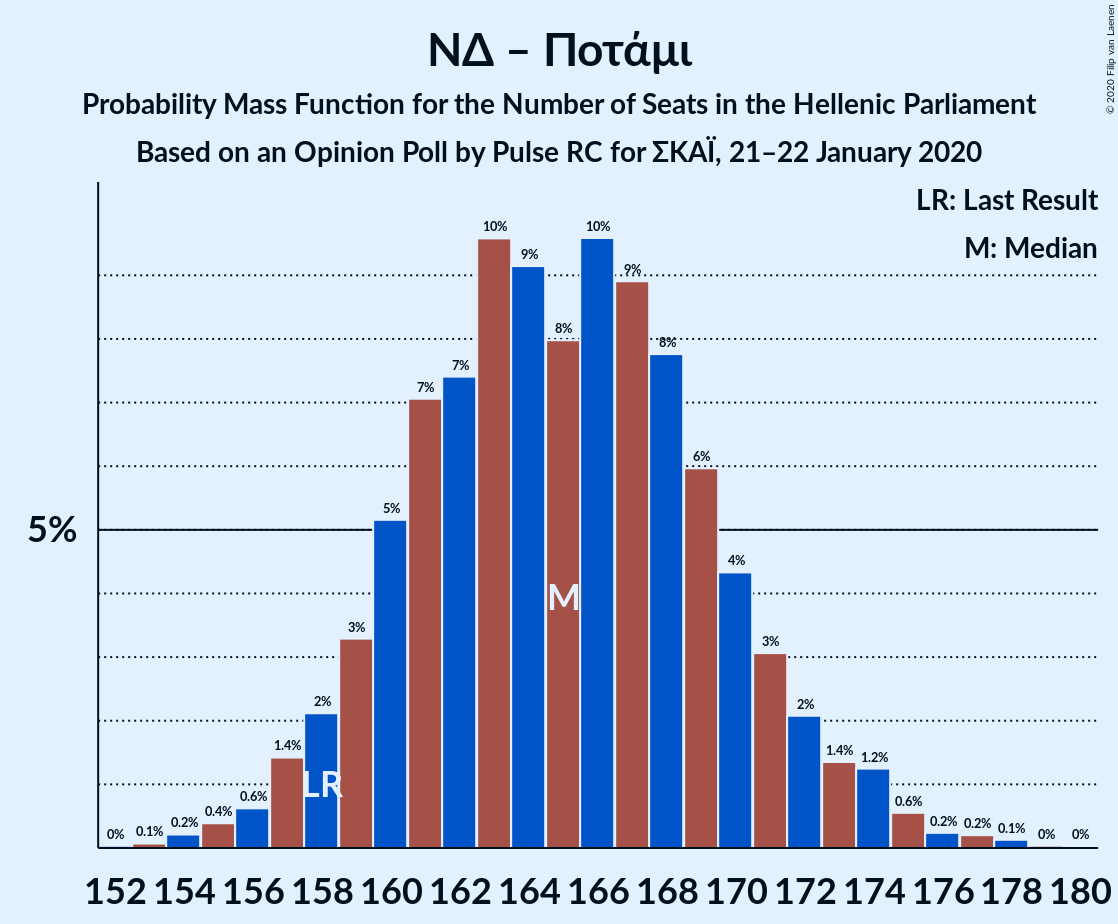 ΝΔ – Ποτάμι
Probability Mass Function for the Number of Seats in the Hellenic Parliament
Based on an Opinion Poll by Pulse RC for ΣΚΑΪ, 21–22 January 2020
© 2020 Filip van Laenen
LR: Last Result
M: Median
5%
0% 0.1% 0.2% 0.4% 0.6% 1.4% 2% 3% 5% 7% 7% 10% 9% 8% 10% 9% 8% 6% 4% 3% 2% 1.4% 1.2% 0.6% 0.2% 0.2% 0.1% 0% 0%
LR
M
152 154 156 158 160 162 164 166 168 170 172 174 176 178 180